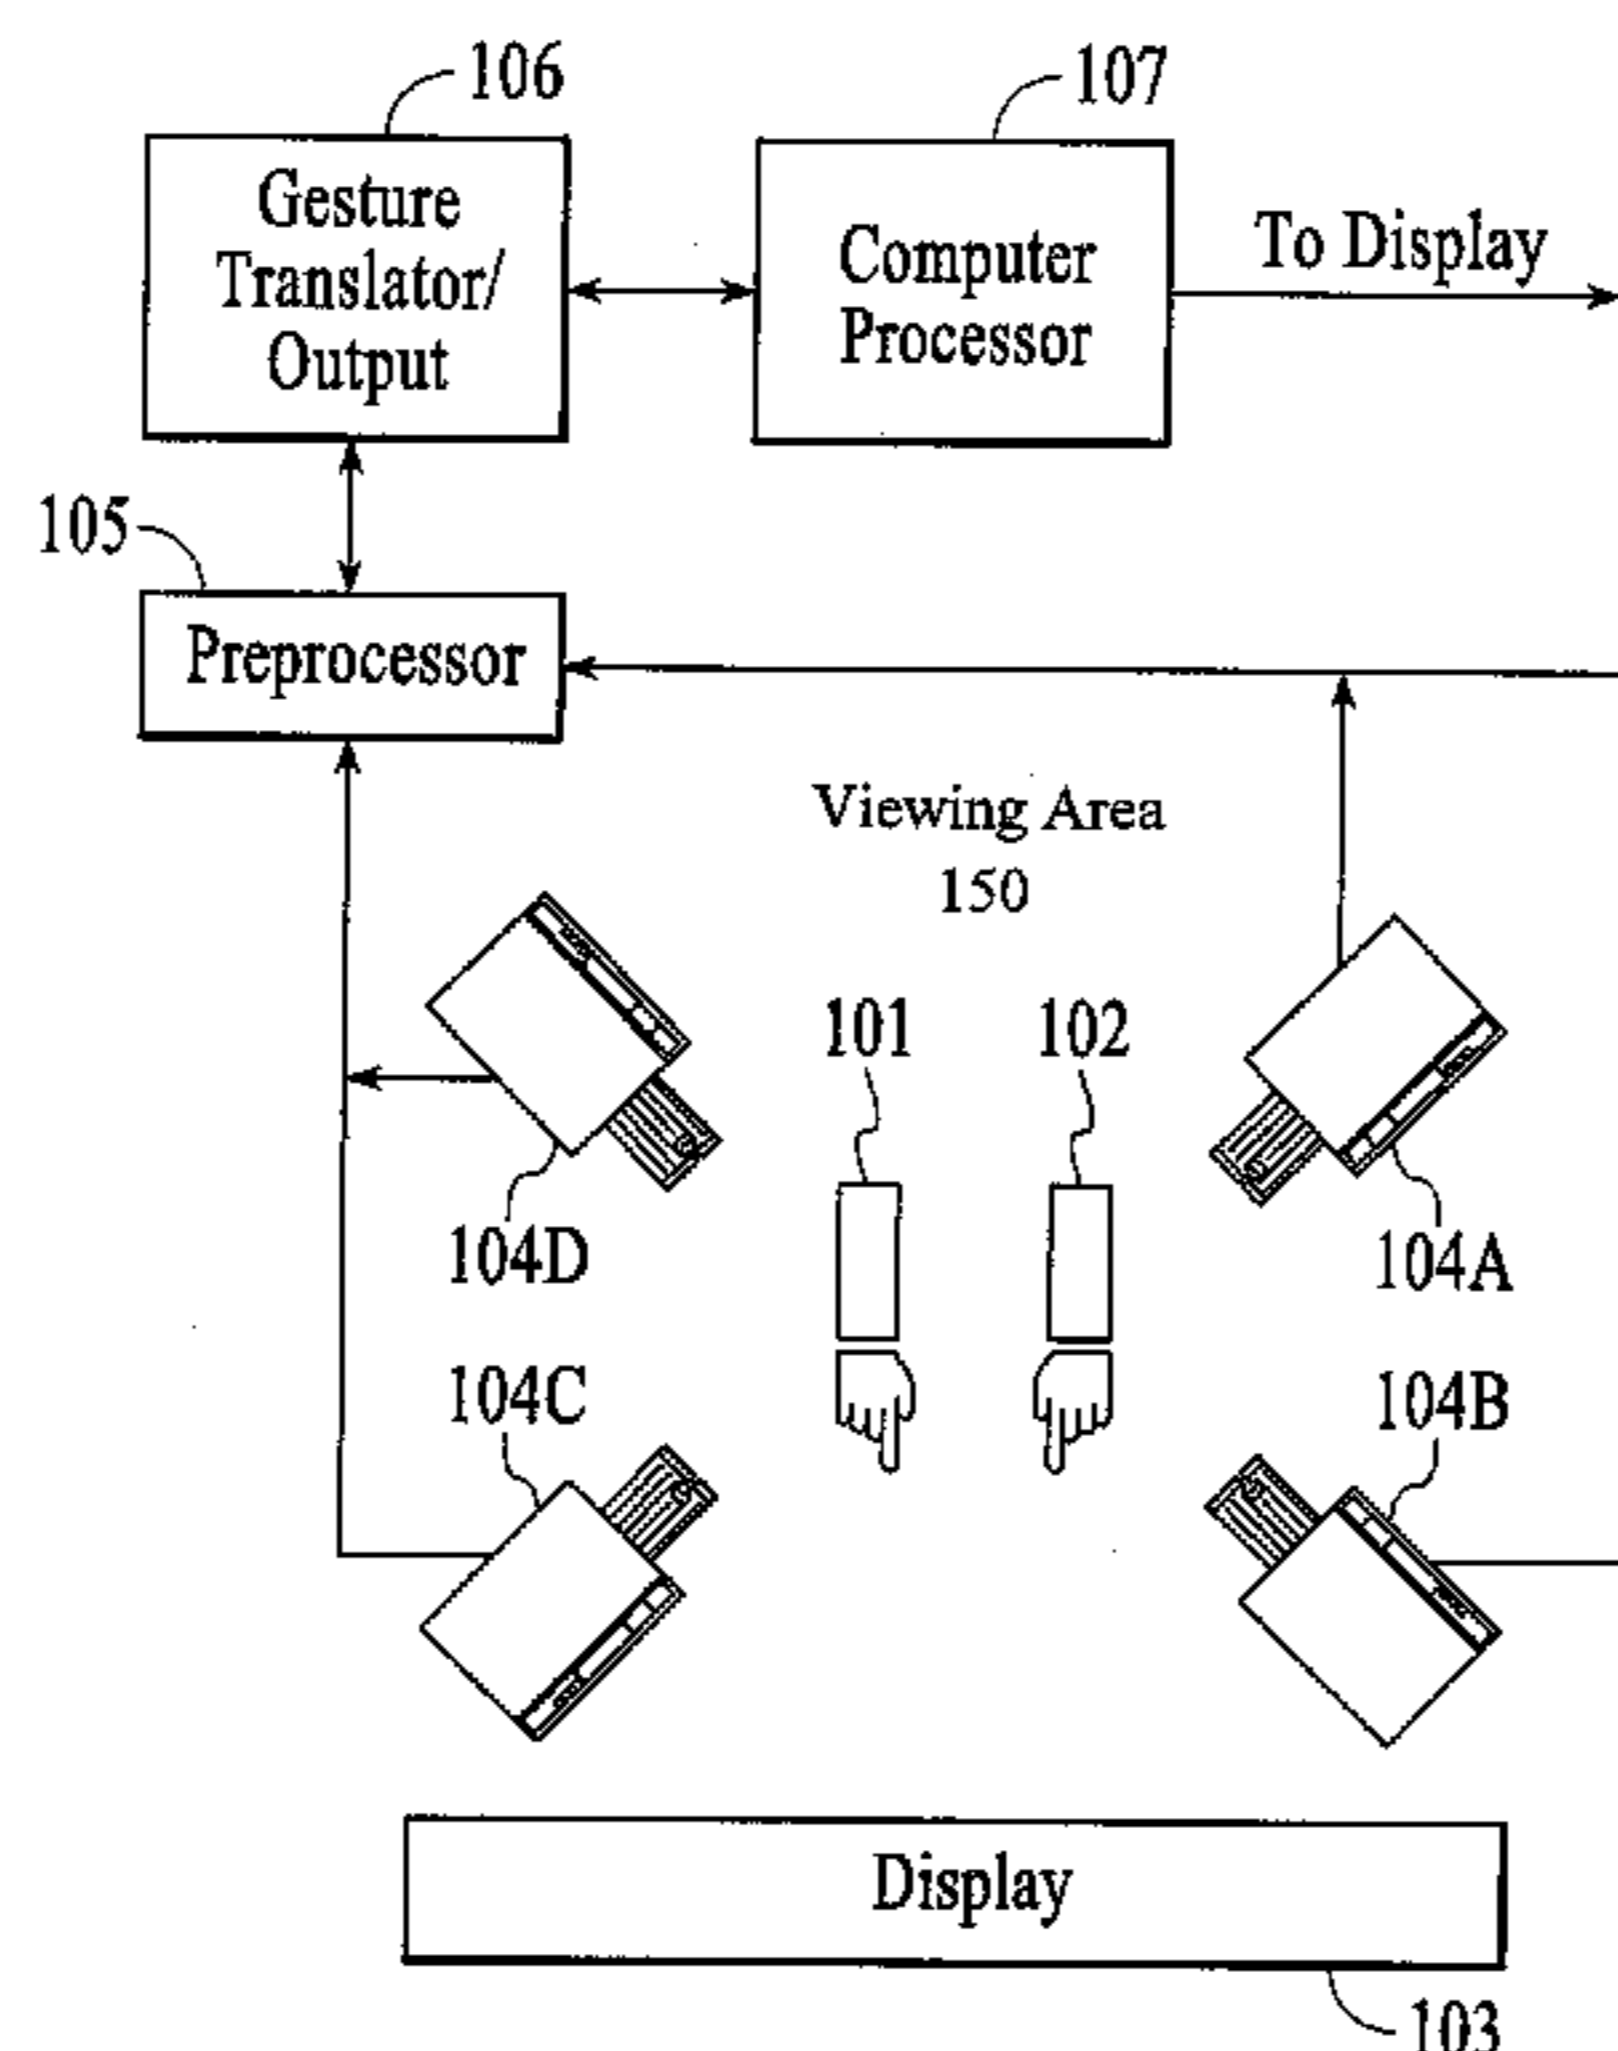 106
107
Gesture
Translator/
Output
Computer
Processor
To Display
105
Preprocessor
Viewing Area
150
101
102
104D
104A
104C
104B
Display
103